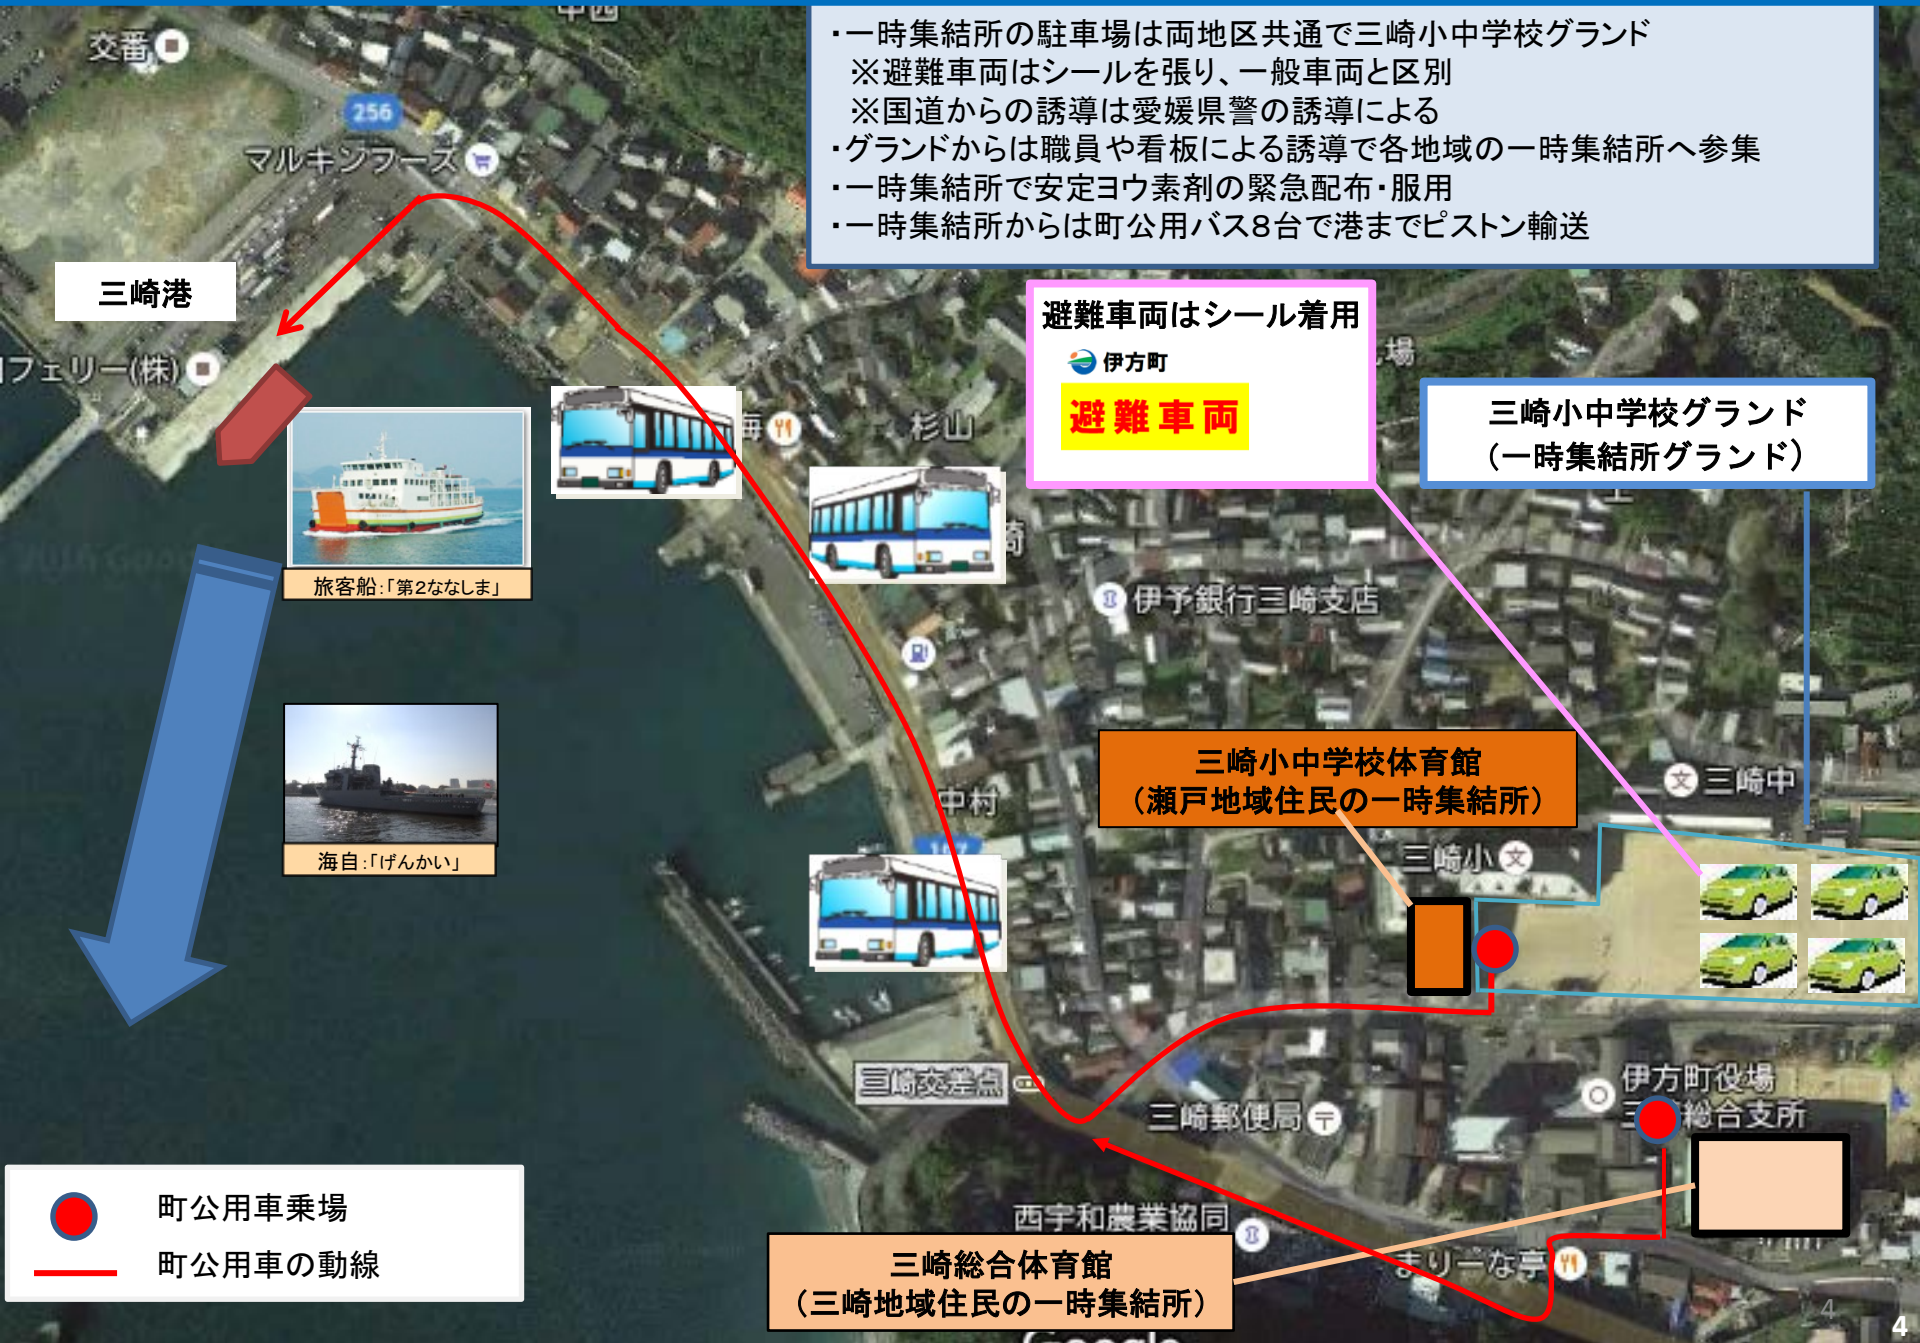 ・一時集結所の駐車場は両地区共通で三崎小中学校グランド
※避難車両はシールを張り、一般車両と区別
※国道からの誘導は愛媛県警の誘導による
・グランドからは職員や看板による誘導で各地域の一時集結所へ参集
・一時集結所で安定ヨウ素剤の緊急配布・服用
・一時集結所からは町公用バス8台で港までピストン輸送
交番
256
マルキンフーズ
三崎港
フェリー(株)
避難車両はシール着用
伊方町
避難車両
場
三崎小中学校グランド
（一時集結所グランド）
杉山
旅客船：「第2ななしま」
伊予銀行三崎支店
海自：「げんかい」
中村
三崎小中学校体育館
（瀬戸地域住民の一時集結所）
三崎中
三崎小
三崎交差点
三崎郵便局
伊方町役場
総合支所
西宇和農業協同
まりーな亭
三崎総合体育館
（三崎地域住民の一時集結所）
町公用車乗場
町公用車の動線
Google
4
4